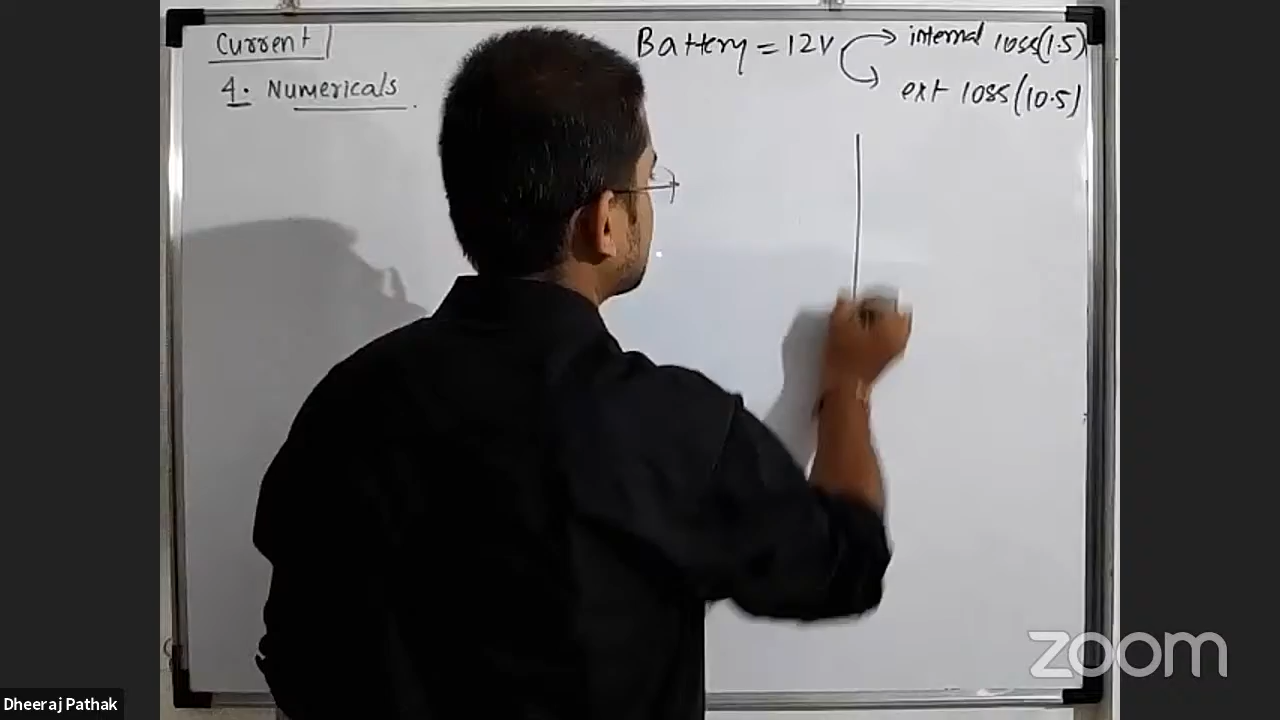 Current
4. Numericals
Battery = 12V
internal loss (1.5)
ext loss (10.5)
zoom
Dheeraj Pathak